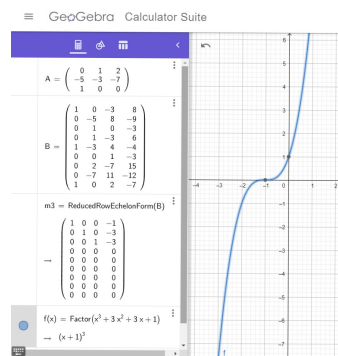 GeoGebra Calculator Suite
A = ( 0 1 2
-5 -3 -7
1 0 0 )
B = ( 1 0 -3 8
0 -5 8 -9
0 1 0 -3
0 1 -3 6
1 -3 4 -4
0 0 1 -3
0 2 -7 15
0 -7 11 -12
1 0 2 -7 )
m3 = ReducedRowEchelonForm(B)
→ ( 1 0 0 -1
0 1 0 -3
0 0 1 -3
0 0 0 0
0 0 0 0
0 0 0 0
0 0 0 0
0 0 0 0
0 0 0 0 )
f(x) = Factor(x³ + 3 x² + 3 x + 1)
→ (x + 1)³
6
5
4
3
2
1
-4 -3 -2 -1 0 1 2
-1
-2
-3
-4
-5
-6
-7
f